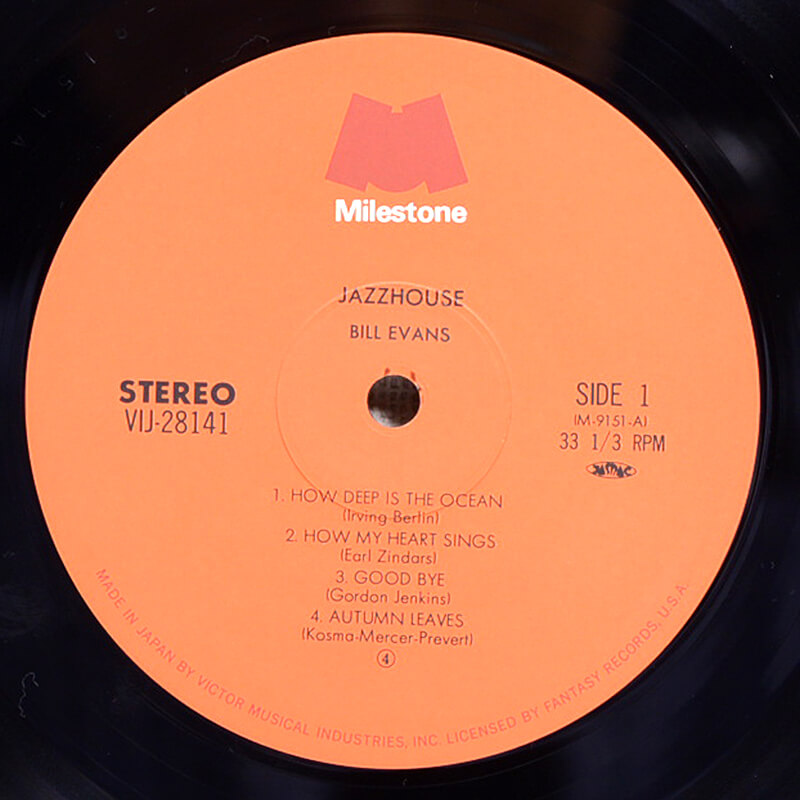 Milestone
JAZZHOUSE
BILL EVANS
STEREO
VIJ-28141
SIDE 1
(M-9151-A)
33 1/3 RPM
1. HOW DEEP IS THE OCEAN
(Irving Berlin)
2. HOW MY HEART SINGS
(Earl Zindars)
3. GOOD BYE
(Gordon Jenkins)
4. AUTUMN LEAVES
(Kosma-Mercer-Prevert)
④
MADE IN JAPAN BY VICTOR MUSICAL INDUSTRIES, INC. LICENSED BY FANTASY RECORDS, U.S.A.